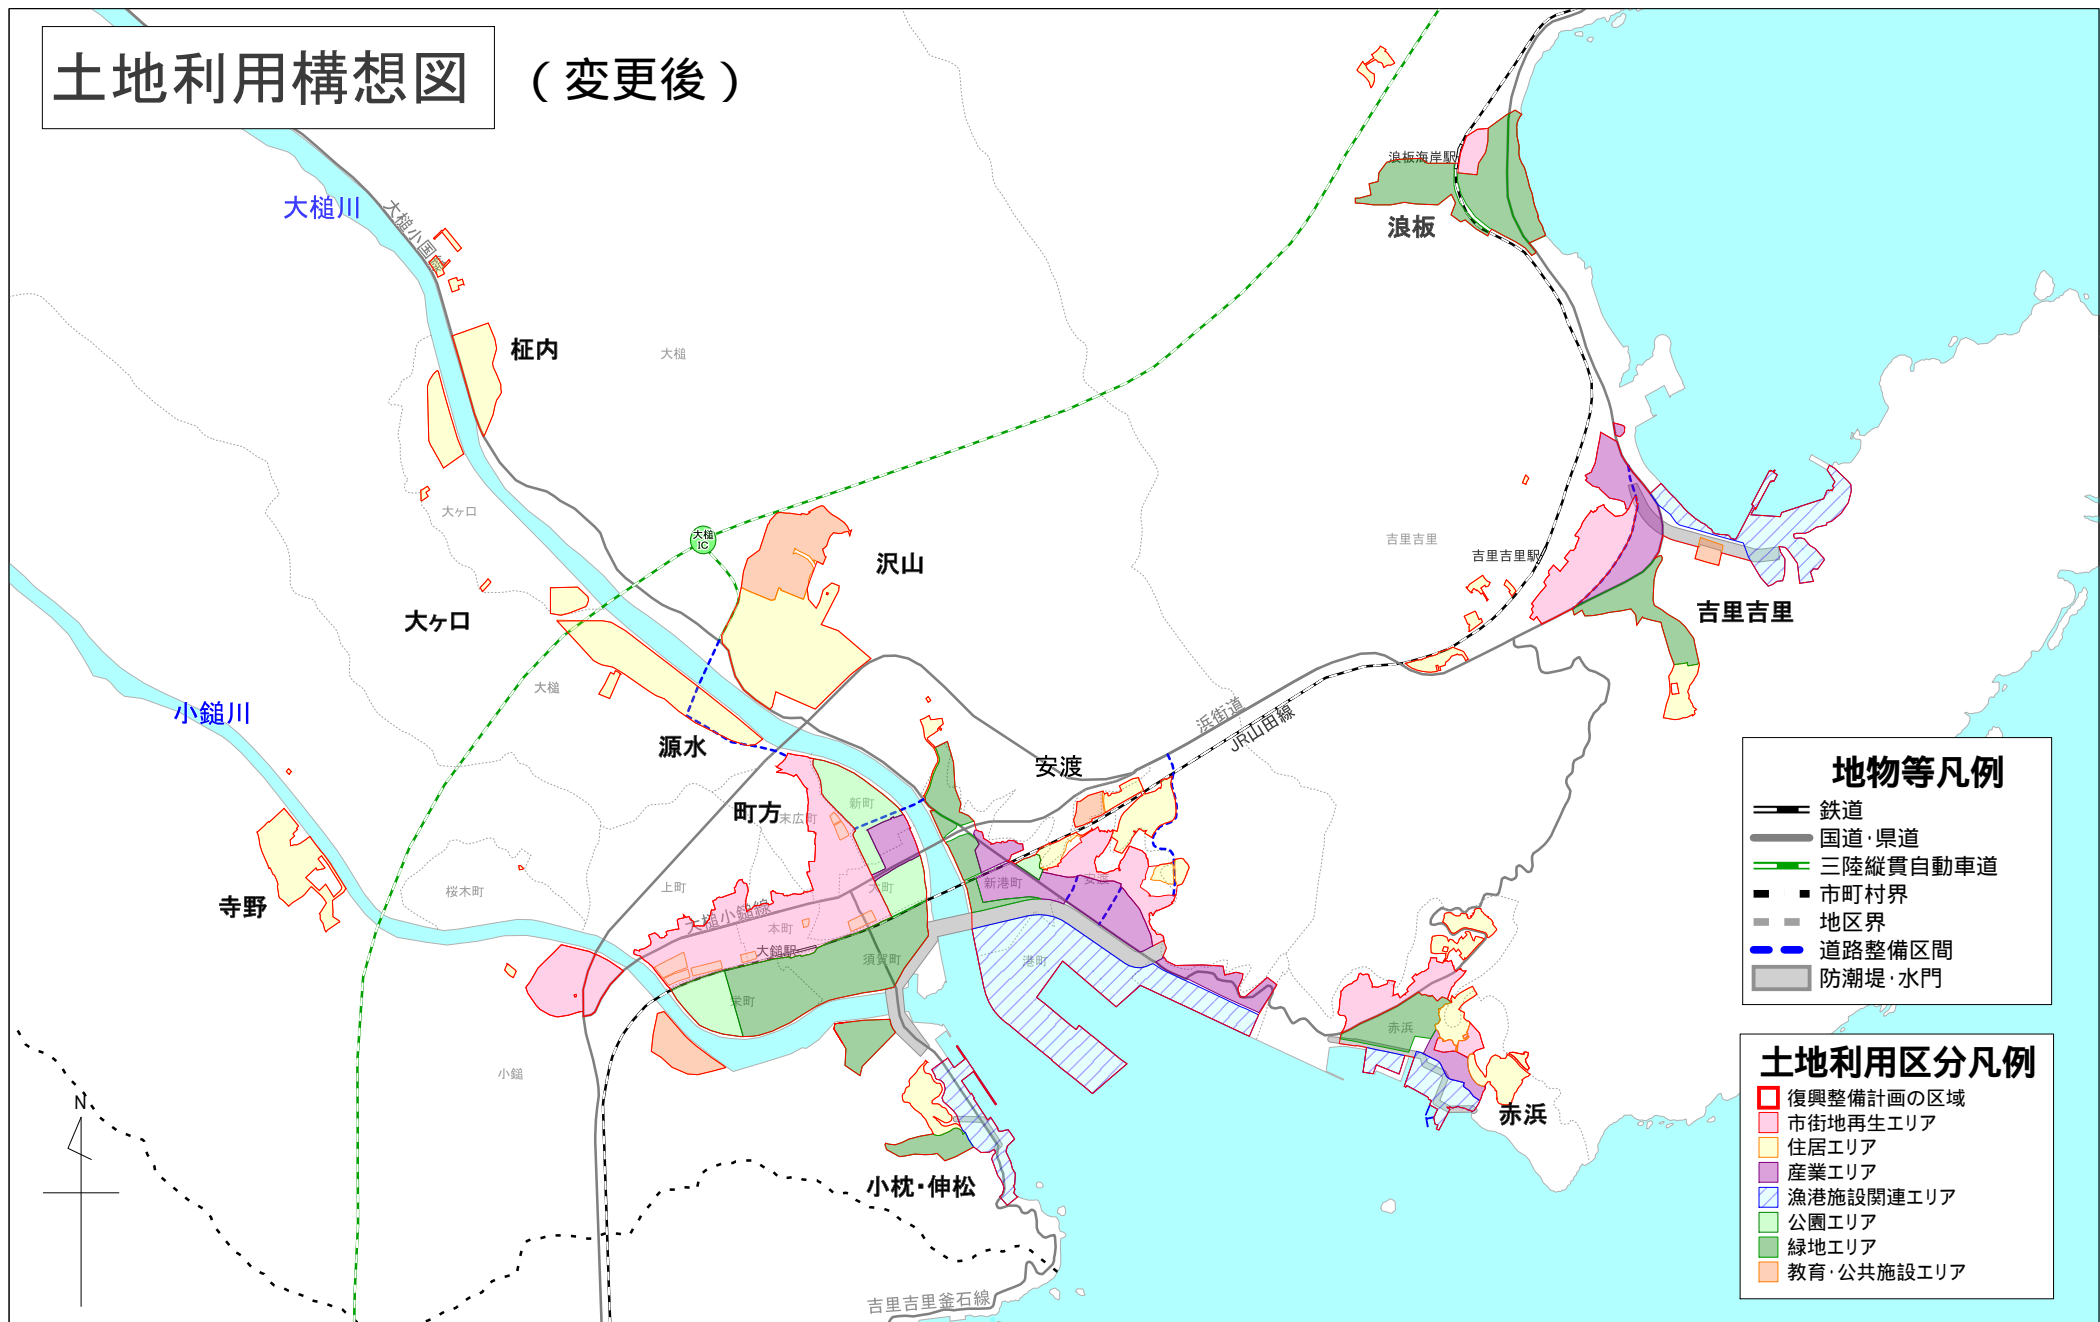 土地利用構想図
（変更後）
大槌川
大槌小国線
浪板海岸駅
浪板
柾内
大槌
大ヶ口
大槌
IC
沢山
吉里吉里
吉里吉里駅
吉里吉里
大ヶ口
大槌
小鎚川
源水
浜街道
JR山田線
安渡
町方
新町
末広町
寺野
桜木町
上町
大町
新港町
安渡
大槌小鎚線
本町
大鎚駅
須賀町
港町
栄町
赤浜
小鎚
赤浜
小枕・伸松
吉里吉里釜石線
N
地物等凡例
鉄道
国道・県道
三陸縦貫自動車道
市町村界
地区界
道路整備区間
防潮堤・水門
土地利用区分凡例
復興整備計画の区域
市街地再生エリア
住居エリア
産業エリア
漁港施設関連エリア
公園エリア
緑地エリア
教育・公共施設エリア